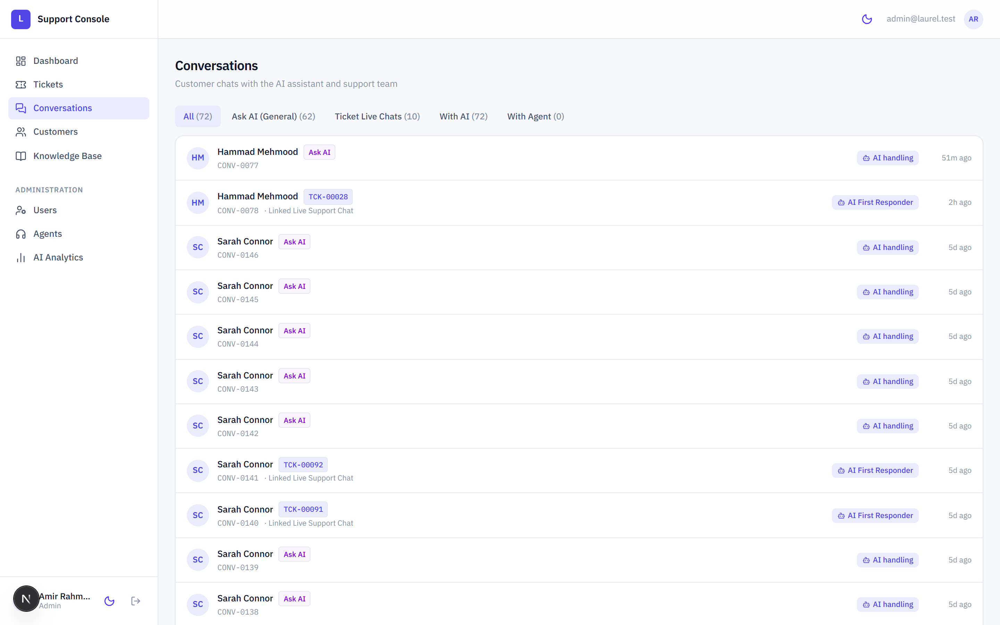 L Support Console
admin@laurel.test AR
Dashboard
Tickets
Conversations
Customers
Knowledge Base
ADMINISTRATION
Users
Agents
AI Analytics
N Amir Rahm...
Admin
Conversations
Customer chats with the AI assistant and support team
All (72) Ask AI (General) (62) Ticket Live Chats (10) With AI (72) With Agent (0)
HM Hammad Mehmood Ask AI AI handling 51m ago
CONV-0077
HM Hammad Mehmood TCK-00028 AI First Responder 2h ago
CONV-0078 · Linked Live Support Chat
SC Sarah Connor Ask AI AI handling 5d ago
CONV-0146
SC Sarah Connor Ask AI AI handling 5d ago
CONV-0145
SC Sarah Connor Ask AI AI handling 5d ago
CONV-0144
SC Sarah Connor Ask AI AI handling 5d ago
CONV-0143
SC Sarah Connor Ask AI AI handling 5d ago
CONV-0142
SC Sarah Connor TCK-00092 AI First Responder 5d ago
CONV-0141 · Linked Live Support Chat
SC Sarah Connor TCK-00091 AI First Responder 5d ago
CONV-0140 · Linked Live Support Chat
SC Sarah Connor Ask AI AI handling 5d ago
CONV-0139
SC Sarah Connor Ask AI AI handling 5d ago
CONV-0138